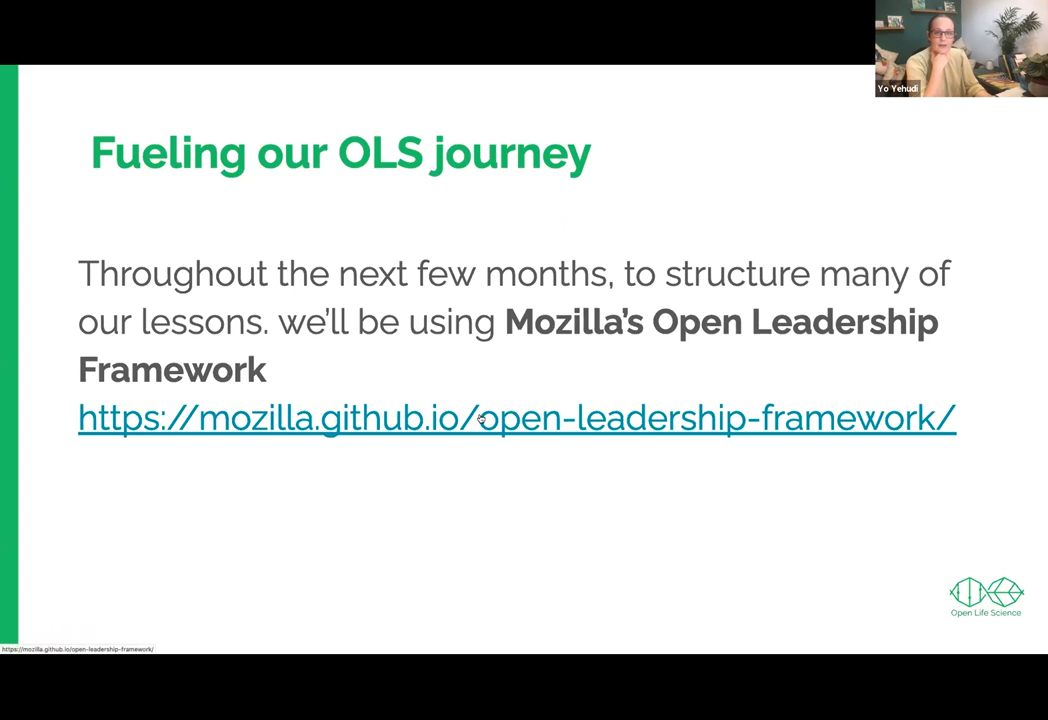 Yo Yehudi
Fueling our OLS journey
Throughout the next few months, to structure many of
our lessons. we'll be using Mozilla's Open Leadership
Framework
https://mozilla.github.io/open-leadership-framework/
Open Life Science
https://mozilla.github.io/open-leadership-framework/